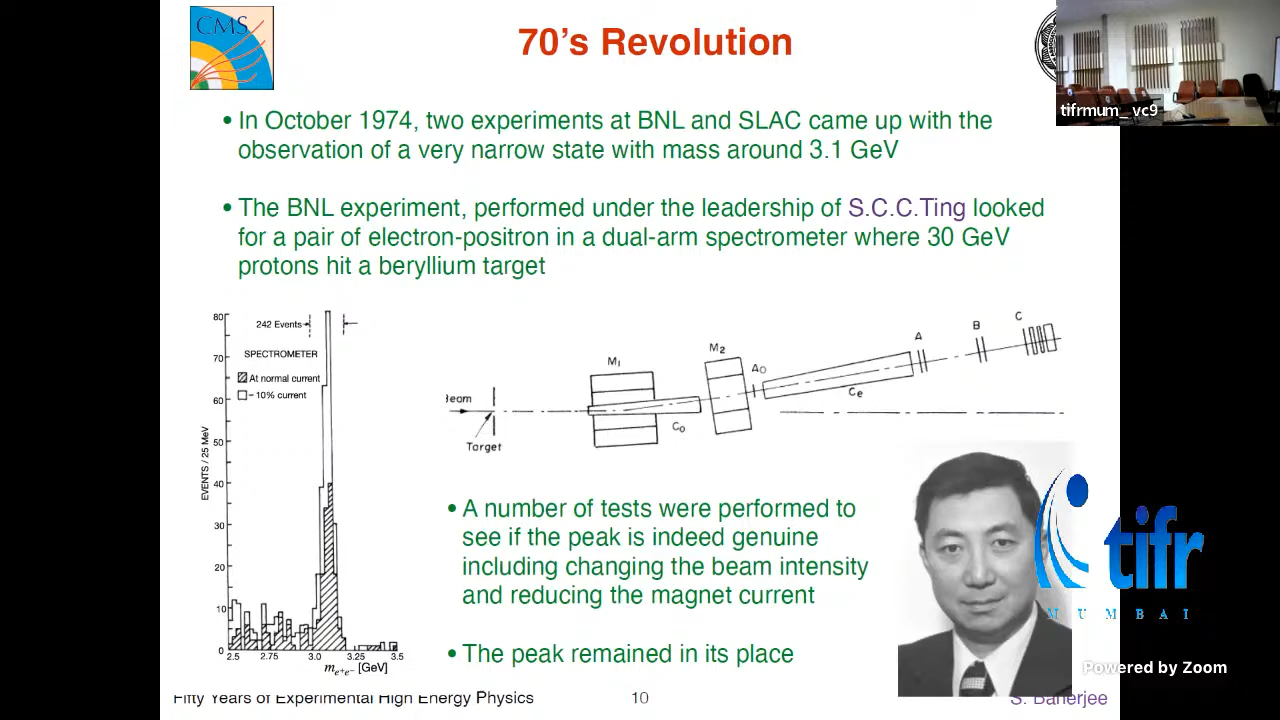 CMS
70's Revolution
tifrmum_ vc9
• In October 1974, two experiments at BNL and SLAC came up with the
observation of a very narrow state with mass around 3.1 GeV
• The BNL experiment, performed under the leadership of S.C.C.Ting looked
for a pair of electron-positron in a dual-arm spectrometer where 30 GeV
protons hit a beryllium target
80
70
60
50
40
30
20
10
0
EVENTS / 25 MeV
242 Events
SPECTROMETER
At normal current
- 10% current
2.5 2.75 3.0 3.25 3.5
m e+e- [GeV]
Beam
Target
M1
Co
M2
Ao
Ce
A
B
C
• A number of tests were performed to
see if the peak is indeed genuine
including changing the beam intensity
and reducing the magnet current
• The peak remained in its place
tifr
MUMBAI
Powered by Zoom
Fifty Years of Experimental High Energy Physics 10 S. Banerjee